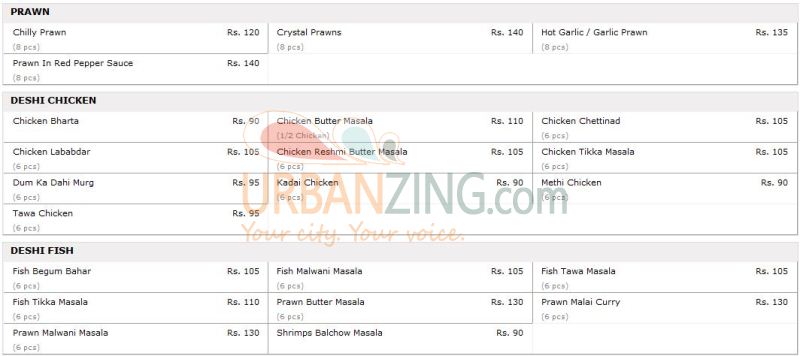 PRAWN
Chilly Prawn Rs. 120 Crystal Prawns Rs. 140 Hot Garlic / Garlic Prawn Rs. 135
(8 pcs) (8 pcs) (8 pcs)
Prawn In Red Pepper Sauce Rs. 140
(8 pcs)
DESHI CHICKEN
Chicken Bharta Rs. 90 Chicken Butter Masala Rs. 110 Chicken Chettinad Rs. 105
(1/2 Chicken) (6 pcs)
Chicken Lababdar Rs. 105 Chicken Reshmi Butter Masala Rs. 105 Chicken Tikka Masala Rs. 105
(6 pcs) (6 pcs) (6 pcs)
Dum Ka Dahi Murg Rs. 95 Kadai Chicken Rs. 90 Methi Chicken Rs. 90
(6 pcs) (6 pcs) (6 pcs)
URBANZING.com
Tawa Chicken Rs. 95
(6 pcs)
Your city. Your voice.
DESHI FISH
Fish Begum Bahar Rs. 105 Fish Malwani Masala Rs. 105 Fish Tawa Masala Rs. 105
(6 pcs) (6 pcs) (6 pcs)
Fish Tikka Masala Rs. 110 Prawn Butter Masala Rs. 130 Prawn Malai Curry Rs. 130
(6 pcs) (6 pcs) (6 pcs)
Prawn Malwani Masala Rs. 130 Shrimps Balchow Masala Rs. 90
(6 pcs)